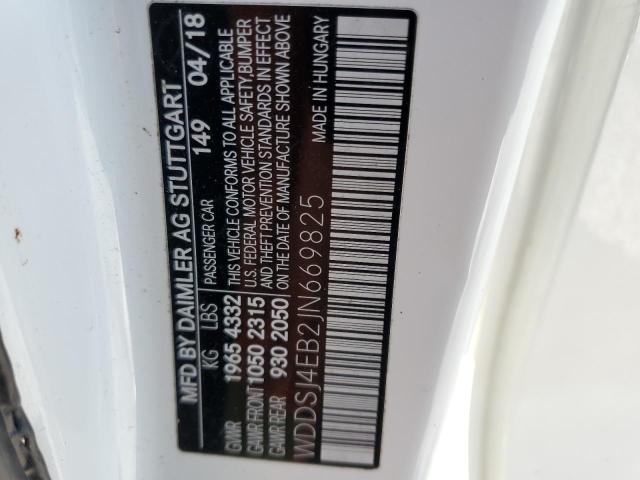 MFD BY DAIMLER AG STUTTGART
149 04/18
KG LBS PASSENGER CAR
GVWR 1965 4332 THIS VEHICLE CONFORMS TO ALL APPLICABLE
GAWR FRONT 1050 2315 U.S. FEDERAL MOTOR VEHICLE SAFETY,BUMPER
AND THEFT PREVENTION STANDARDS IN EFFECT
GAWR REAR 930 2050 ON THE DATE OF MANUFACTURE SHOWN ABOVE
WDDSJ4EB2JN669825 MADE IN HUNGARY